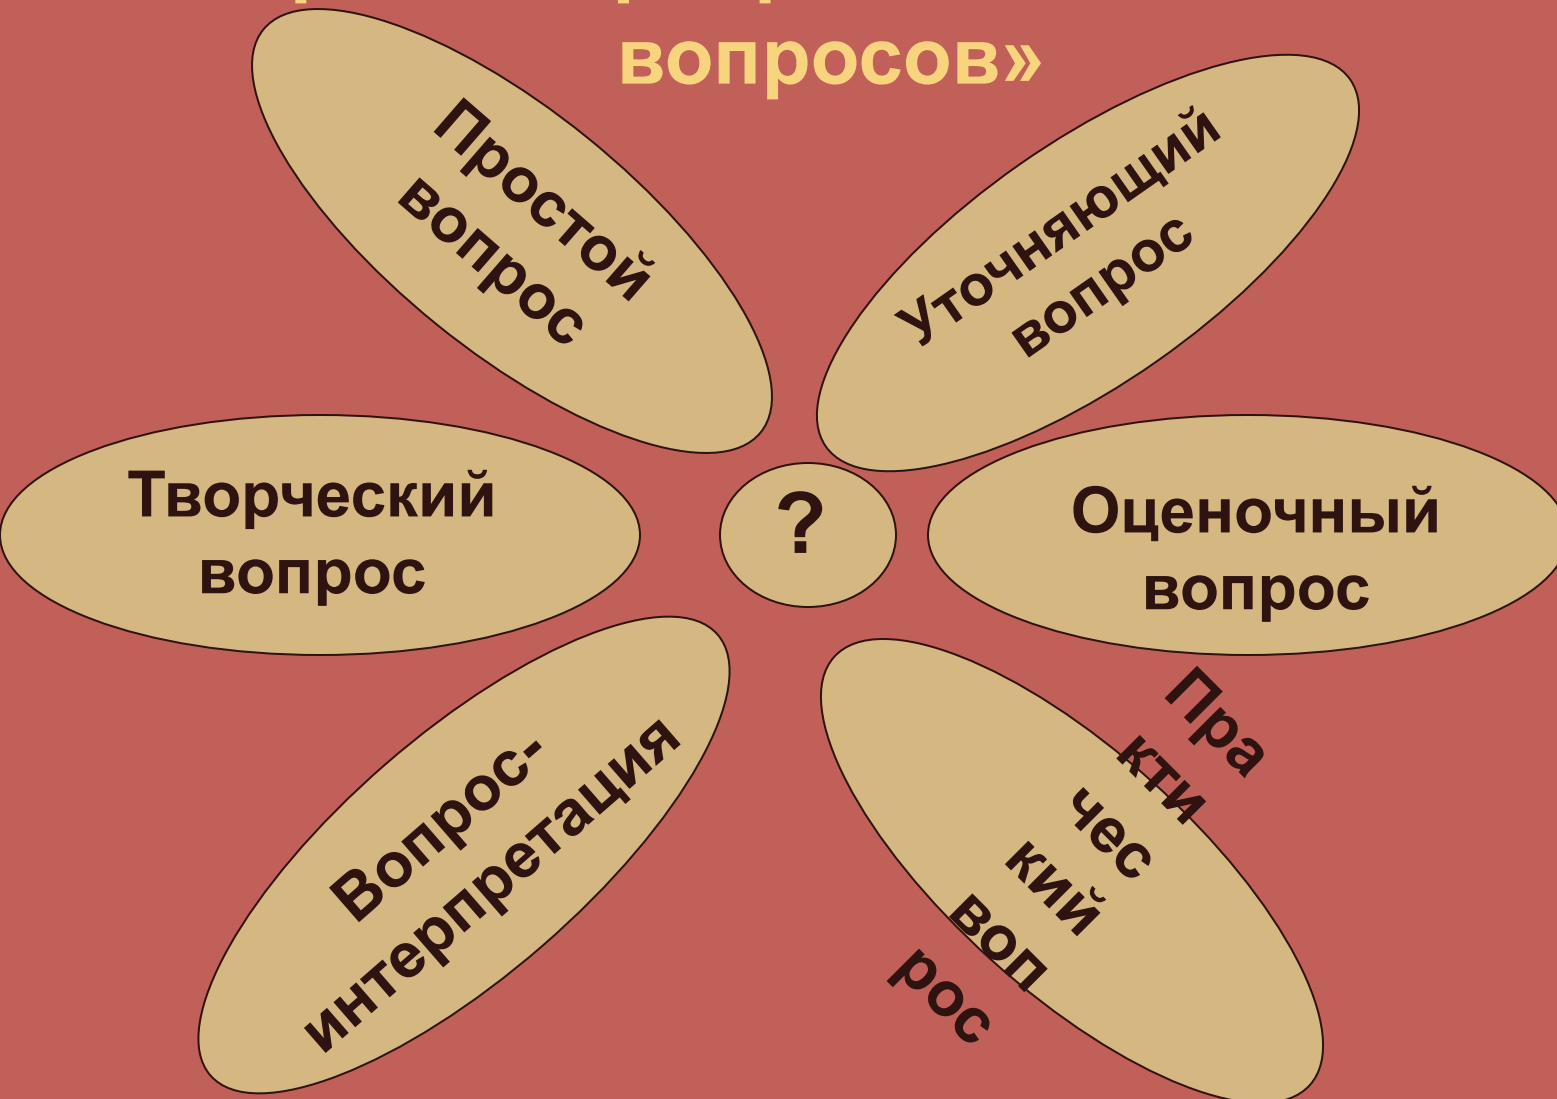 вопросов»
Простой
вопрос
Уточняющий
вопрос
Творческий
вопрос
?
Оценочный
вопрос
Вопрос-
интерпретация
Пра
кти
чес
кий
воп
рос